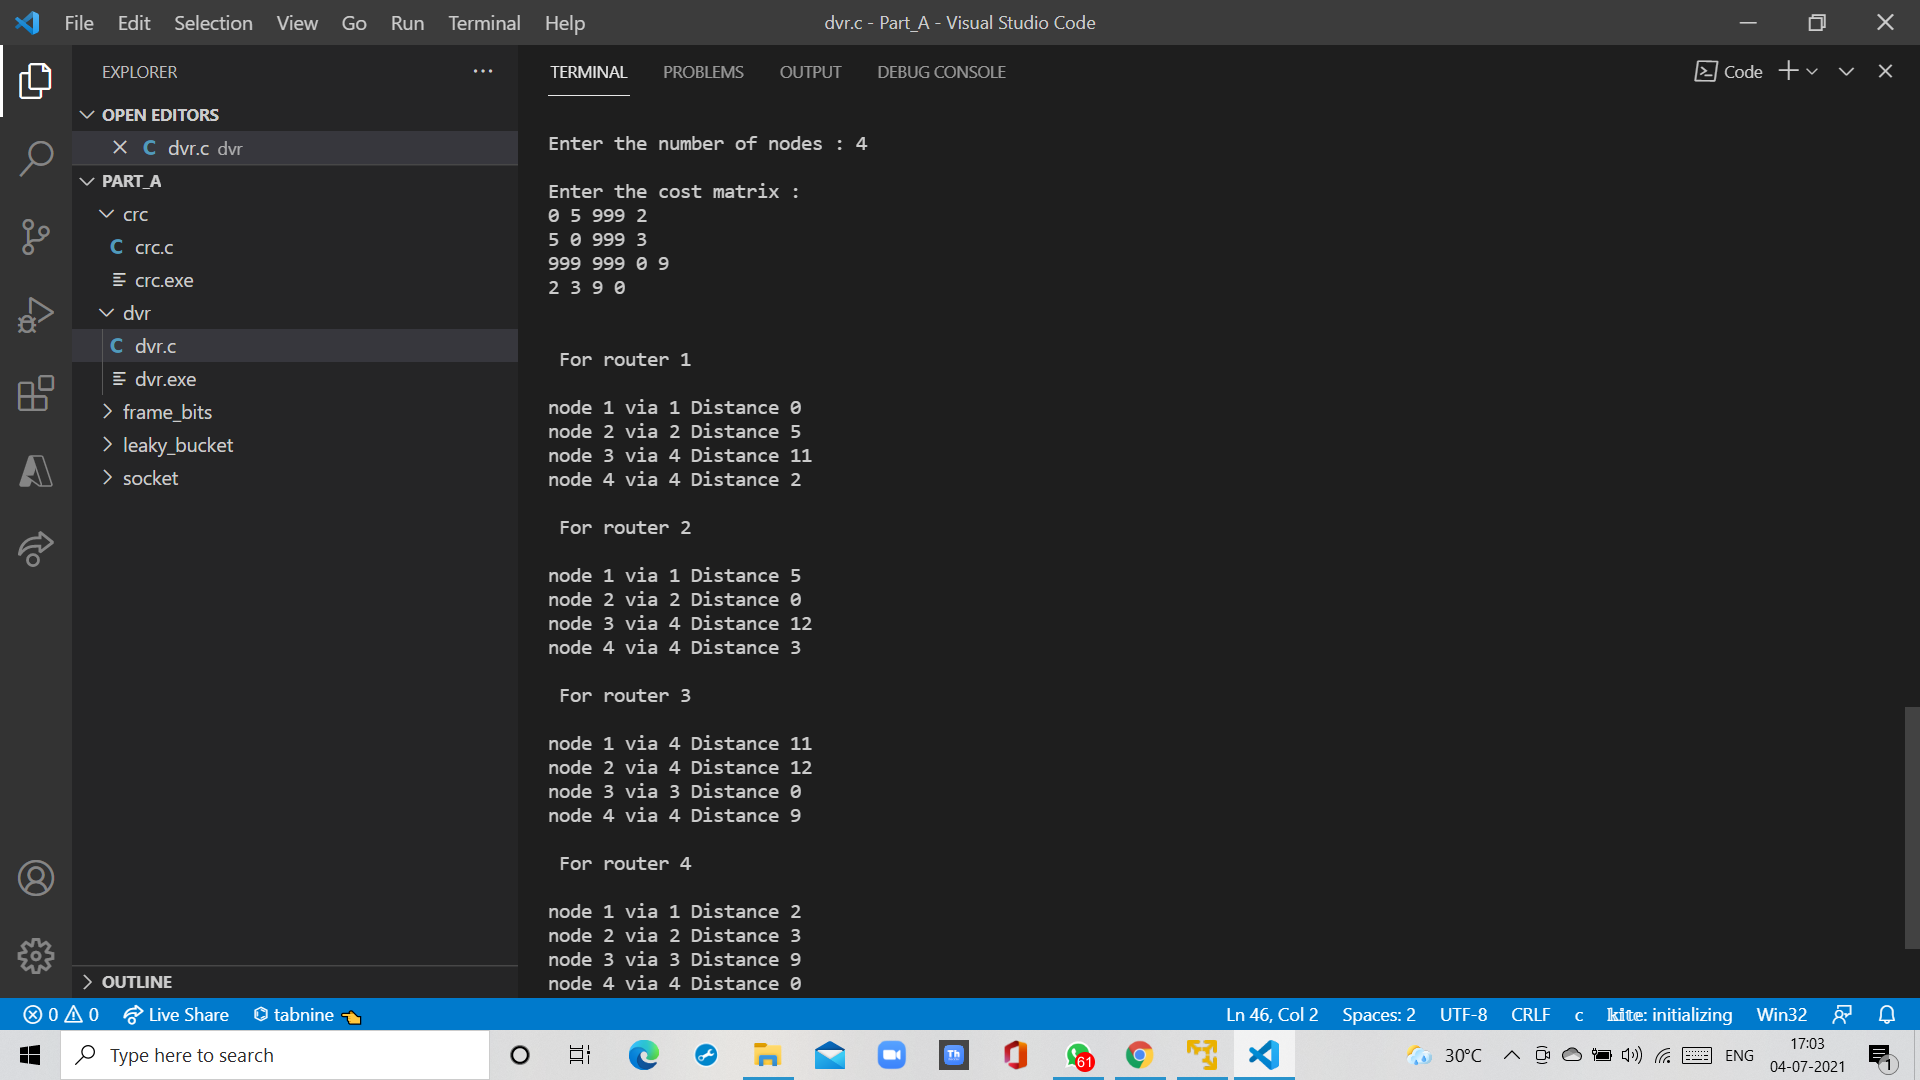 File Edit Selection View Go Run Terminal Help
dvr.c - Part_A - Visual Studio Code
EXPLORER
OPEN EDITORS
C dvr.c dvr
PART_A
crc
C crc.c
crc.exe
dvr
C dvr.c
dvr.exe
frame_bits
leaky_bucket
socket
OUTLINE
TERMINAL PROBLEMS OUTPUT DEBUG CONSOLE
Code
Enter the number of nodes : 4
Enter the cost matrix :
0 5 999 2
5 0 999 3
999 999 0 9
2 3 9 0
For router 1
node 1 via 1 Distance 0
node 2 via 2 Distance 5
node 3 via 4 Distance 11
node 4 via 4 Distance 2
For router 2
node 1 via 1 Distance 5
node 2 via 2 Distance 0
node 3 via 4 Distance 12
node 4 via 4 Distance 3
For router 3
node 1 via 4 Distance 11
node 2 via 4 Distance 12
node 3 via 3 Distance 0
node 4 via 4 Distance 9
For router 4
node 1 via 1 Distance 2
node 2 via 2 Distance 3
node 3 via 3 Distance 9
node 4 via 4 Distance 0
0 0 Live Share tabnine
Ln 46, Col 2 Spaces: 2 UTF-8 CRLF c kite: initializing Win32
Type here to search
Th
61
30°C
ENG
17:03
04-07-2021
1